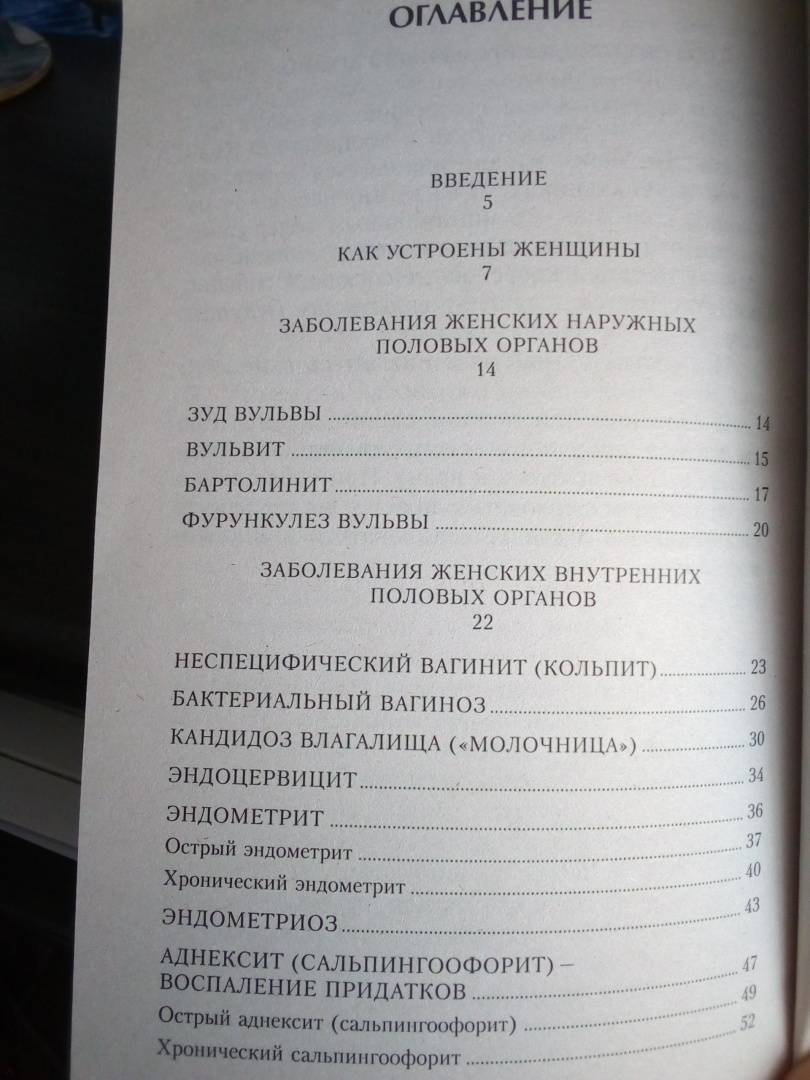 ОГЛАВЛЕНИЕ
ВВЕДЕНИЕ
5
КАК УСТРОЕНЫ ЖЕНЩИНЫ
7
ЗАБОЛЕВАНИЯ ЖЕНСКИХ НАРУЖНЫХ
ПОЛОВЫХ ОРГАНОВ
14
ЗУД ВУЛЬВЫ 14
ВУЛЬВИТ 15
БАРТОЛИНИТ 17
ФУРУНКУЛЕЗ ВУЛЬВЫ 20
ЗАБОЛЕВАНИЯ ЖЕНСКИХ ВНУТРЕННИХ
ПОЛОВЫХ ОРГАНОВ
22
НЕСПЕЦИФИЧЕСКИЙ ВАГИНИТ (КОЛЬПИТ) 23
БАКТЕРИАЛЬНЫЙ ВАГИНОЗ 26
КАНДИДОЗ ВЛАГАЛИЩА («МОЛОЧНИЦА») 30
ЭНДОЦЕРВИЦИТ 34
ЭНДОМЕТРИТ 36
Острый эндометрит 37
Хронический эндометрит 40
ЭНДОМЕТРИОЗ 43
АДНЕКСИТ (САЛЬПИНГООФОРИТ) –
ВОСПАЛЕНИЕ ПРИДАТКОВ 47
Острый аднексит (сальпингоофорит) 49
Хронический сальпингоофорит 52